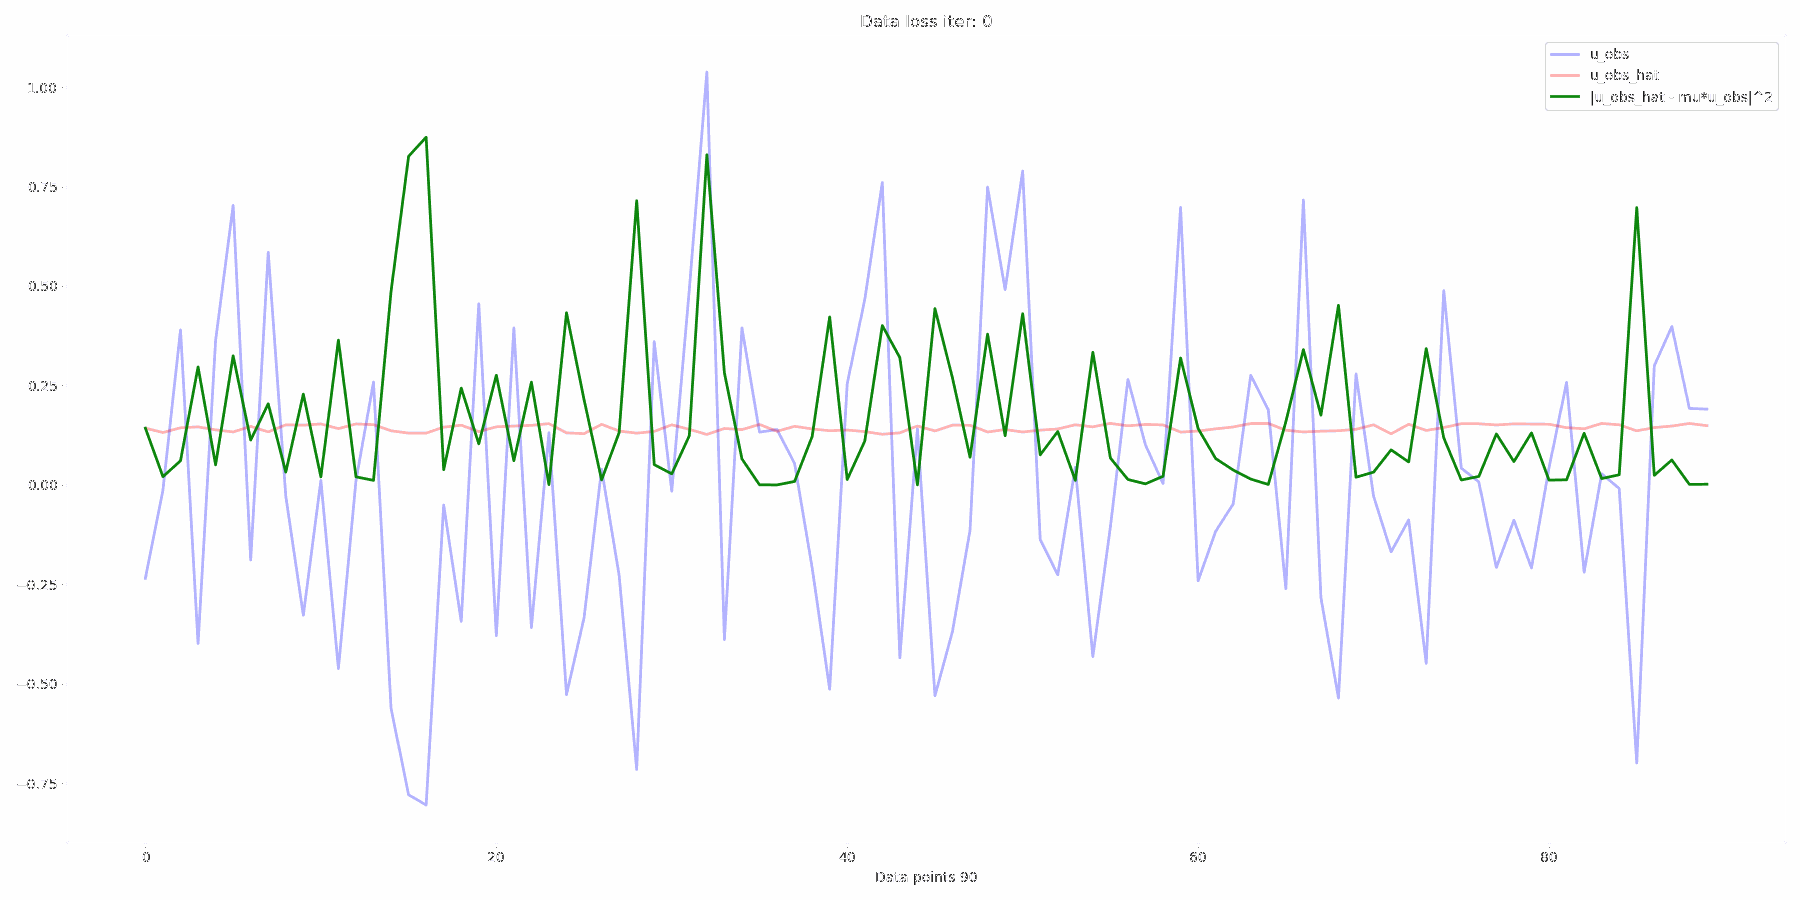 Data loss iter: 0
u_obs
u_obs_hat
|u_obs_hat - mu*u_obs|^2
1.00
0.75
0.50
0.25
0.00
−0.25
−0.50
−0.75
0
20
40
60
80
Data points 90